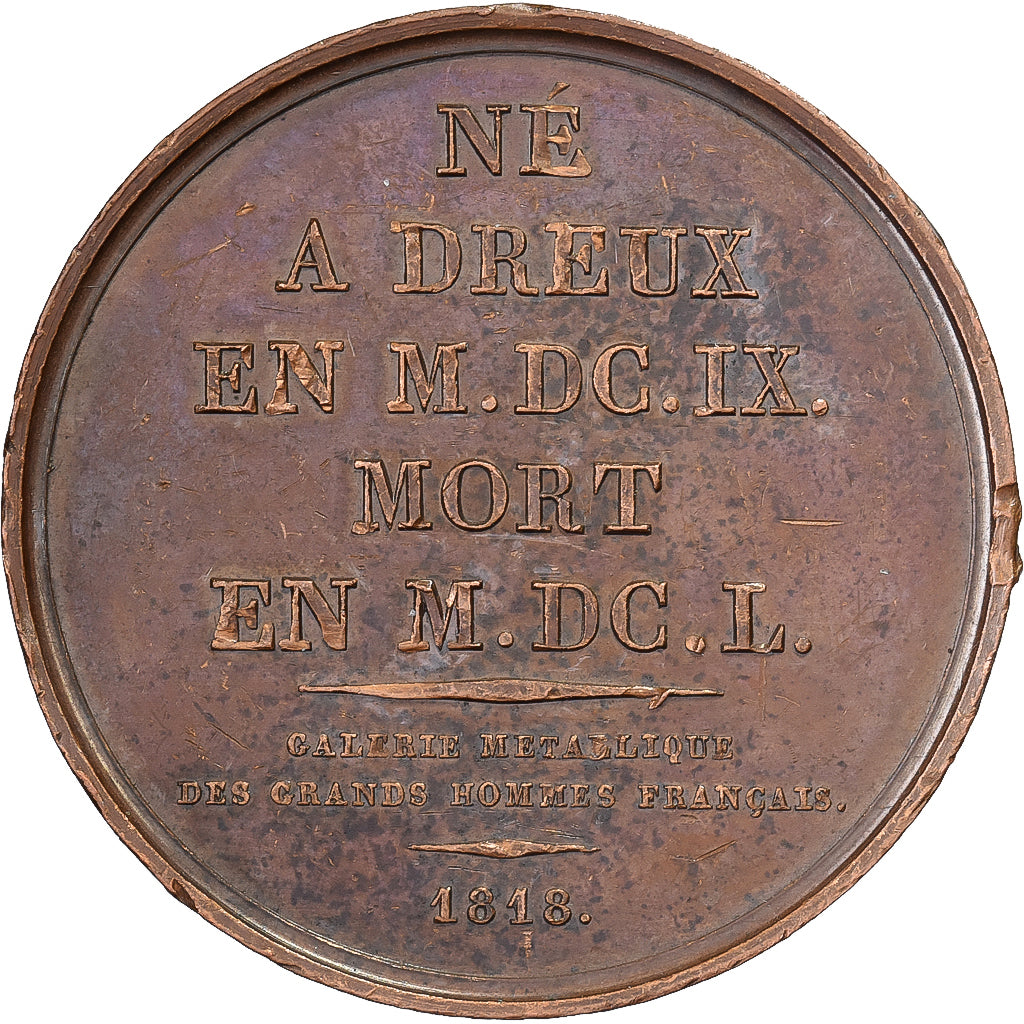 NÉ
A DREUX
EN M.DC.IX.
MORT
EN M.DC.L.
GALERIE METALLIQUE
DES GRANDS HOMMES FRANÇAIS.
1818.